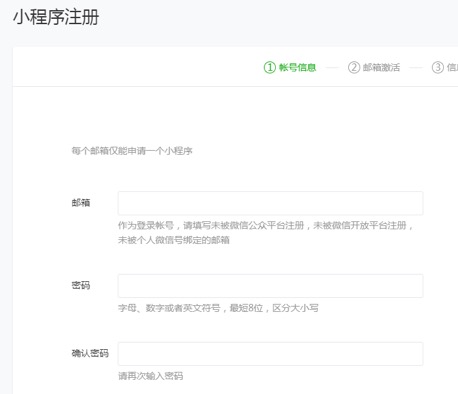 小程序注册
① 帐号信息 — ② 邮箱激活 — ③ 信
每个邮箱仅能申请一个小程序
邮箱
作为登录帐号，请填写未被微信公众平台注册，未被微信开放平台注册，
未被个人微信号绑定的邮箱
密码
字母、数字或者英文符号，最短8位，区分大小写
确认密码
请再次输入密码